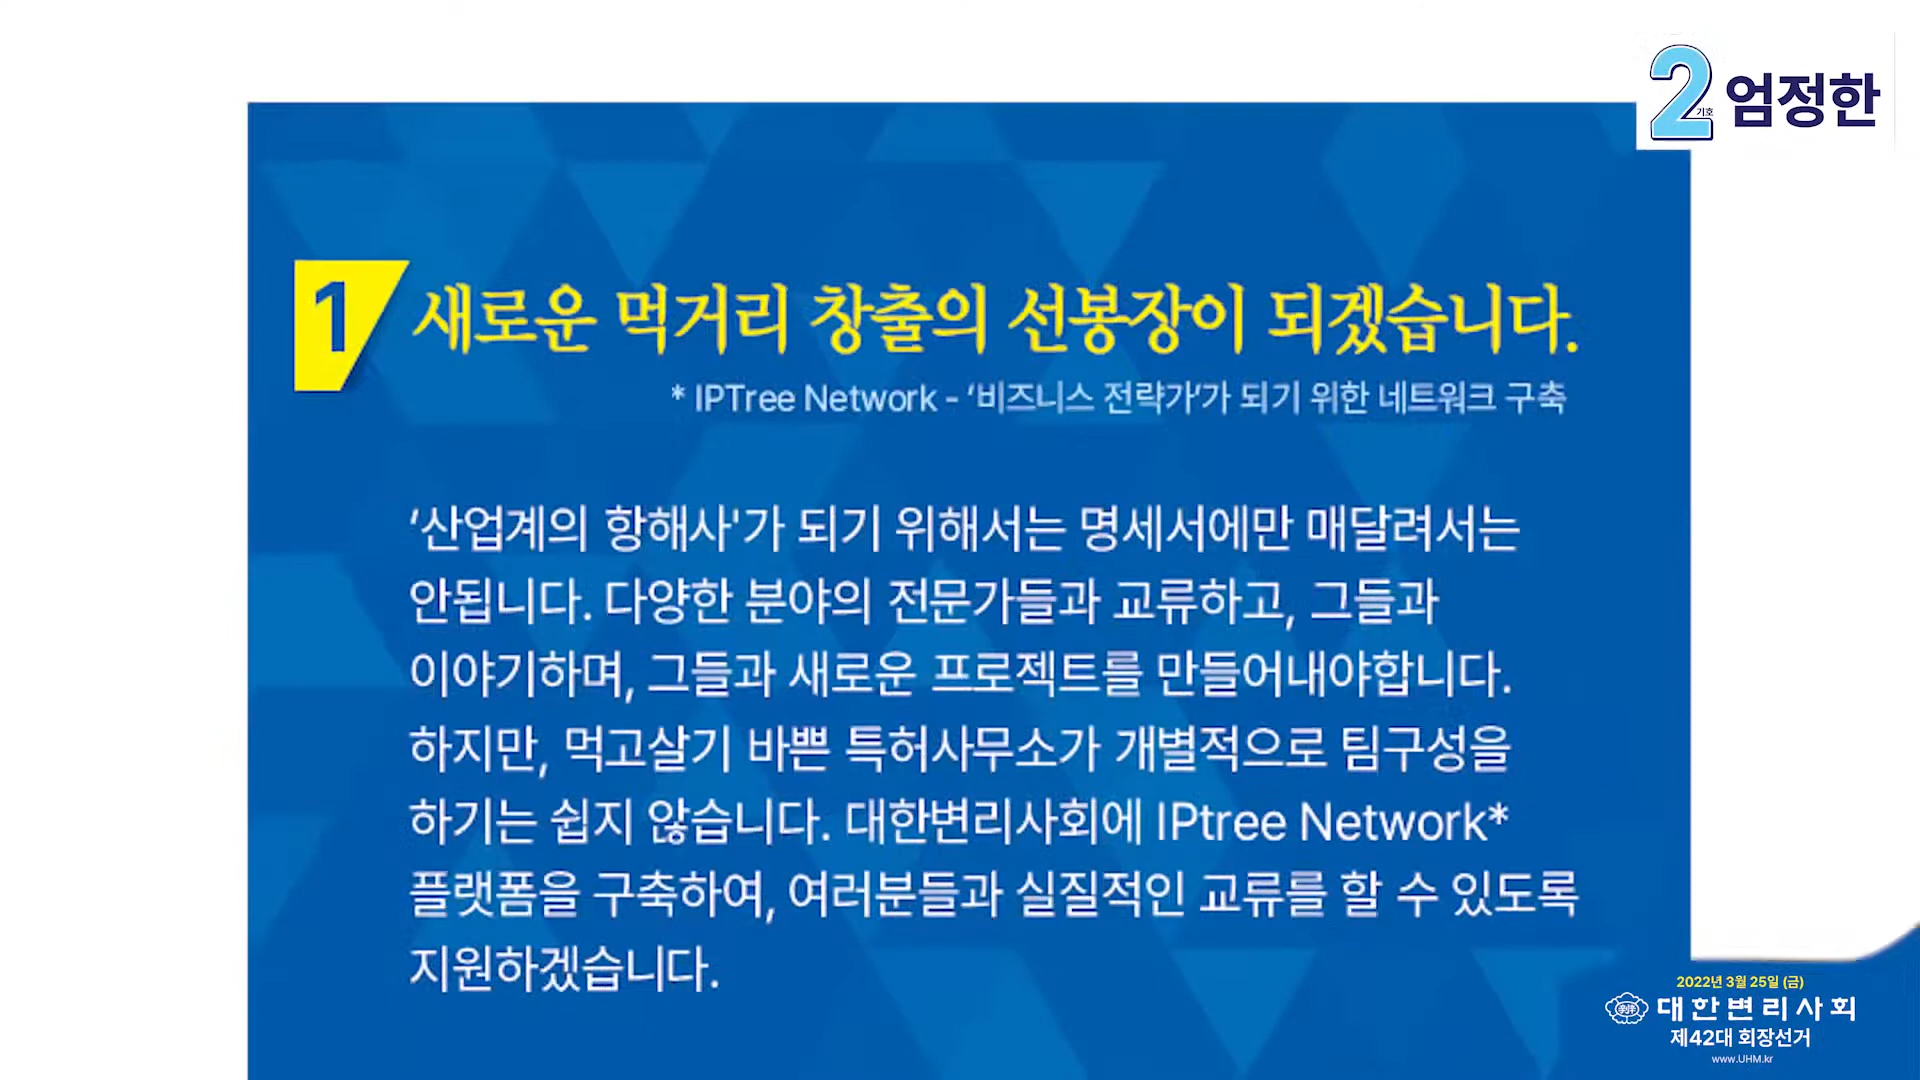 2
기호
엄정한
1
새로운 먹거리 창출의 선봉장이 되겠습니다.
* IPTree Network - ‘비즈니스 전략가’가 되기 위한 네트워크 구축
‘산업계의 항해사'가 되기 위해서는 명세서에만 매달려서는
안됩니다. 다양한 분야의 전문가들과 교류하고, 그들과
이야기하며, 그들과 새로운 프로젝트를 만들어내야합니다.
하지만, 먹고살기 바쁜 특허사무소가 개별적으로 팀구성을
하기는 쉽지 않습니다. 대한변리사회에 IPtree Network*
플랫폼을 구축하여, 여러분들과 실질적인 교류를 할 수 있도록
지원하겠습니다.
2022년 3월 25일 (금)
대한변리사회
제42대 회장선거
www.UHM.kr